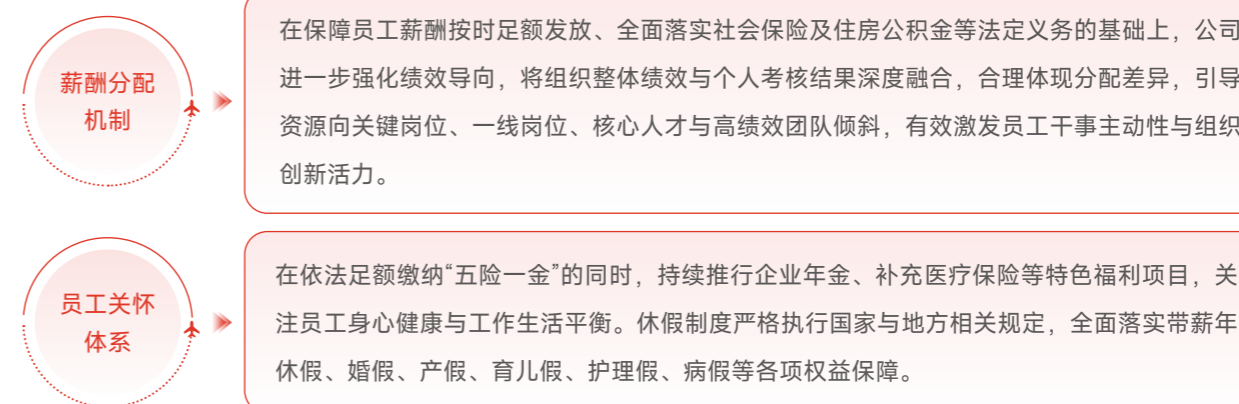 薪酬分配
机制
在保障员工薪酬按时足额发放、全面落实社会保险及住房公积金等法定义务的基础上，公司
进一步强化绩效导向，将组织整体绩效与个人考核结果深度融合，合理体现分配差异，引导
资源向关键岗位、一线岗位、核心人才与高绩效团队倾斜，有效激发员工干事主动性与组织
创新活力。
员工关怀
体系
在依法足额缴纳“五险一金”的同时，持续推行企业年金、补充医疗保险等特色福利项目，关
注员工身心健康与工作生活平衡。休假制度严格执行国家与地方相关规定，全面落实带薪年
休假、婚假、产假、育儿假、护理假、病假等各项权益保障。